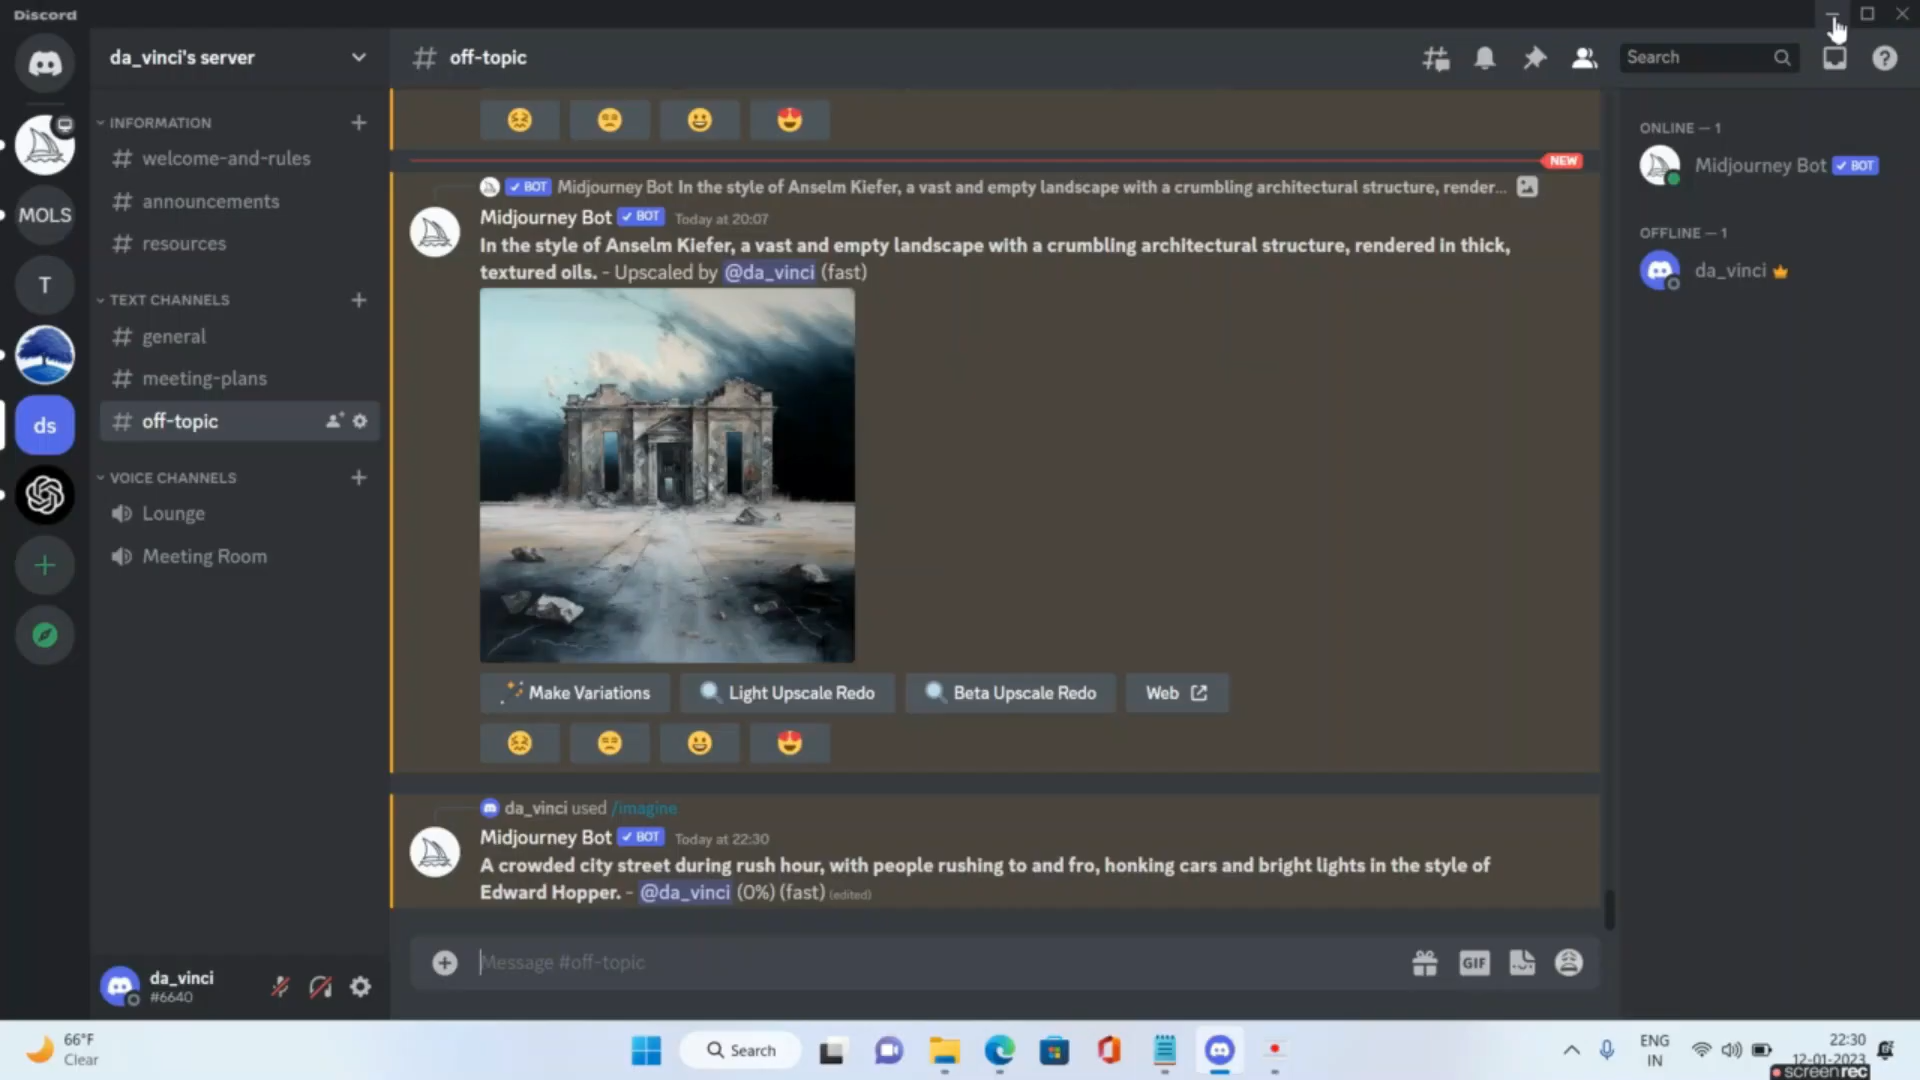 Discord
da_vinci's server
off-topic
Search
INFORMATION
welcome-and-rules
announcements
resources
TEXT CHANNELS
general
meeting-plans
off-topic
VOICE CHANNELS
Lounge
Meeting Room
MOLS
T
ds
NEW
BOT Midjourney Bot In the style of Anselm Kiefer, a vast and empty landscape with a crumbling architectural structure, render...
Midjourney Bot BOT Today at 20:07
In the style of Anselm Kiefer, a vast and empty landscape with a crumbling architectural structure, rendered in thick,
textured oils. - Upscaled by @da_vinci (fast)
Make Variations Light Upscale Redo Beta Upscale Redo Web
da_vinci used /imagine
Midjourney Bot BOT Today at 22:30
A crowded city street during rush hour, with people rushing to and fro, honking cars and bright lights in the style of
Edward Hopper. - @da_vinci (0%) (fast) (edited)
Message #off-topic
GIF
ONLINE — 1
Midjourney Bot BOT
OFFLINE — 1
da_vinci
da_vinci
#6640
66°F
Clear
Search
ENG
IN
22:30
12-01-2023
screenrec